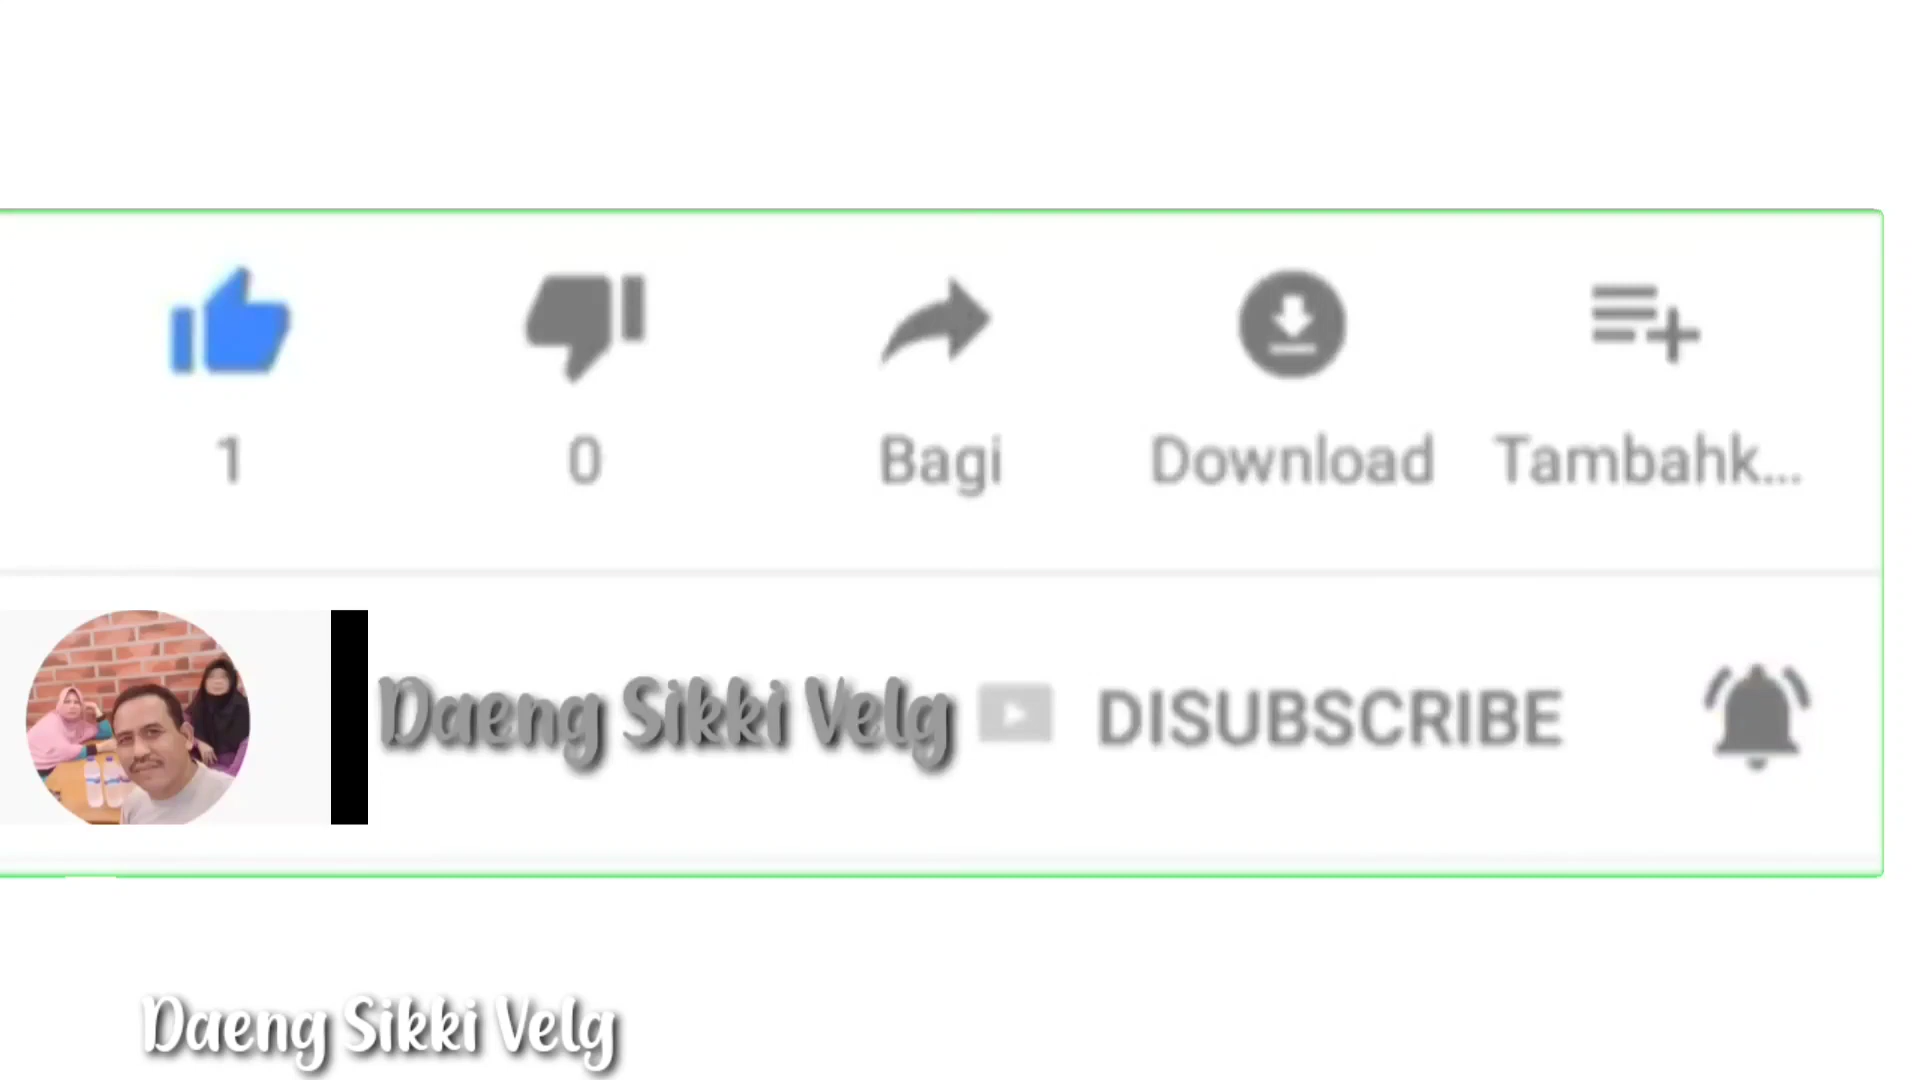 1 0 Bagi Download Tambahk...
Daeng Sikki Velg DISUBSCRIBE
Daeng Sikki Velg